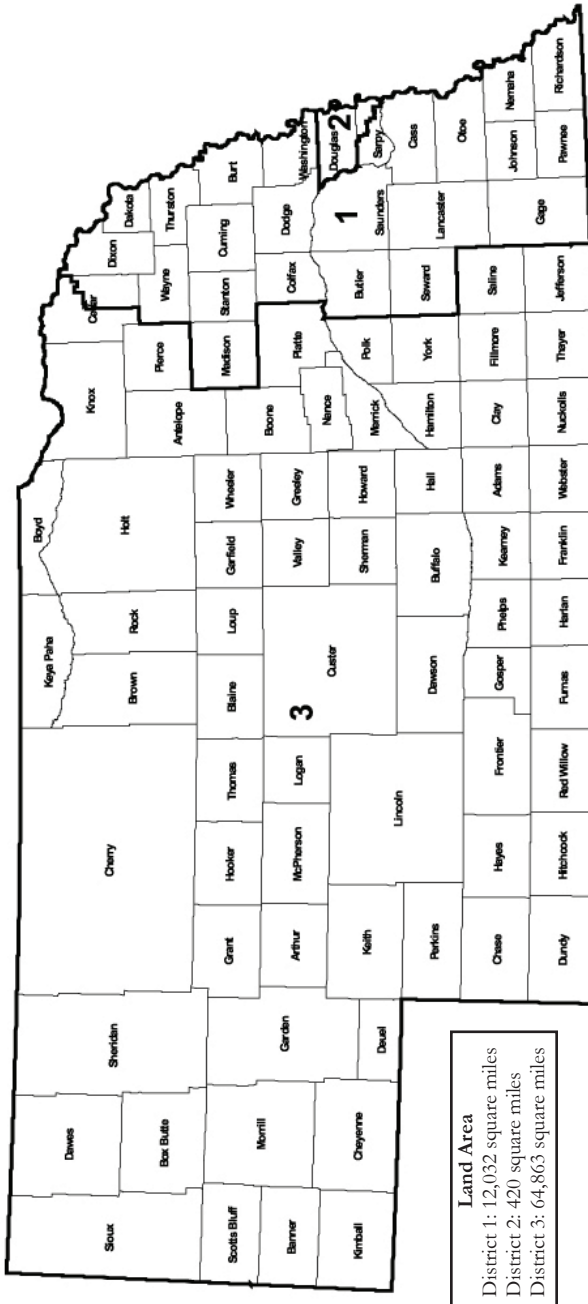 Sioux
Dawes
Box Butte
Sheridan
Cherry
Keya Paha
Boyd
Brown
Rock
Holt
Knox
Cedar
Dixon
Dakota
Antelope
Pierce
Wayne
Thurston
Scotts Bluff
Banner
Kimball
Morrill
Cheyenne
Garden
Deuel
Grant
Hooker
Thomas
Blaine
Loup
Garfield
Wheeler
Boone
Madison
Stanton
Cuming
Burt
Arthur
McPherson
Logan
3
Custer
Valley
Greeley
Nance
Platte
Colfax
Dodge
Washington
Keith
Lincoln
Sherman
Howard
Merrick
Polk
Butler
1
Saunders
Douglas
2
Sarpy
Cass
Perkins
Dawson
Buffalo
Hall
Hamilton
York
Seward
Lancaster
Otoe
Chase
Hayes
Frontier
Gosper
Phelps
Kearney
Adams
Clay
Fillmore
Saline
Gage
Johnson
Nemaha
Dundy
Hitchcock
Red Willow
Furnas
Harlan
Franklin
Webster
Nuckolls
Thayer
Jefferson
Pawnee
Richardson
Land Area
District 1: 12,032 square miles
District 2: 420 square miles
District 3: 64,863 square miles